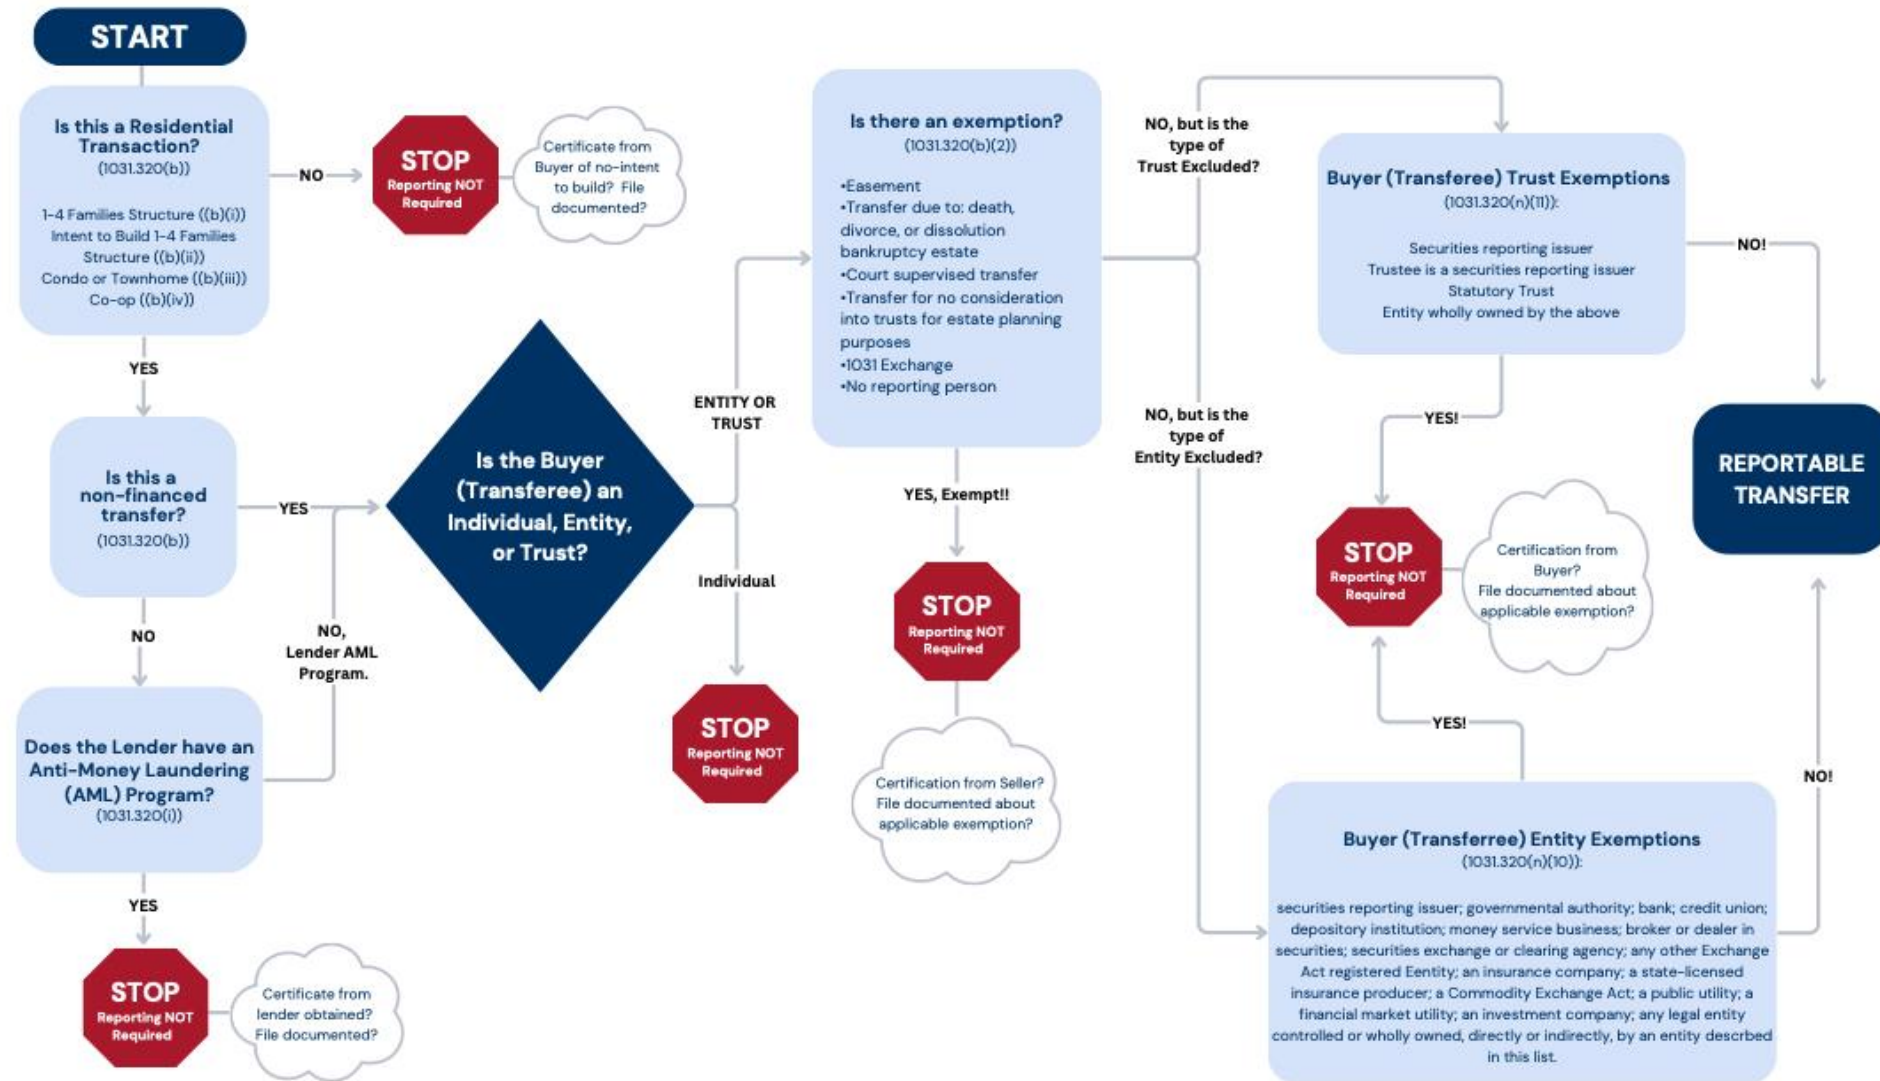 START
Is this a Residential
Transaction?
(1031.320(b))
1-4 Families Structure ((b)(i))
Intent to Build 1-4 Families
Structure ((b)(ii))
Condo or Townhome ((b)(iii))
Co-op ((b)(iv))
NO
STOP
Reporting NOT
Required
Certificate from
Buyer of no-intent
to build? File
documented?
YES
Is this a
non-financed
transfer?
(1031.320(b))
YES
NO
NO,
Lender AML
Program.
Does the Lender have an
Anti-Money Laundering
(AML) Program?
(1031.320(i))
YES
STOP
Reporting NOT
Required
Certificate from
lender obtained?
File documented?
Is the Buyer
(Transferee) an
Individual, Entity,
or Trust?
ENTITY OR
TRUST
Individual
STOP
Reporting NOT
Required
Is there an exemption?
(1031.320(b)(2))
•Easement
•Transfer due to: death,
divorce, or dissolution
bankruptcy estate
•Court supervised transfer
•Transfer for no consideration
into trusts for estate planning
purposes
•1031 Exchange
•No reporting person
YES, Exempt!!
STOP
Reporting NOT
Required
Certification from Seller?
File documented about
applicable exemption?
NO, but is the
type of
Trust Excluded?
NO, but is the
type of
Entity Excluded?
Buyer (Transferee) Trust Exemptions
(1031.320(n)(11)):
Securities reporting issuer
Trustee is a securities reporting issuer
Statutory Trust
Entity wholly owned by the above
NO!
YES!
STOP
Reporting NOT
Required
Certification from
Buyer?
File documented about
applicable exemption?
REPORTABLE
TRANSFER
YES!
NO!
Buyer (Transferree) Entity Exemptions
(1031.320(n)(10)):
securities reporting issuer; governmental authority; bank; credit union;
depository institution; money service business; broker or dealer in
securities; securities exchange or clearing agency; any other Exchange
Act registered Eentity; an insurance company; a state-licensed
insurance producer; a Commodity Exchange Act; a public utility; a
financial market utility; an investment company; any legal entity
controlled or wholly owned, directly or indirectly, by an entity descrbed
in this list.